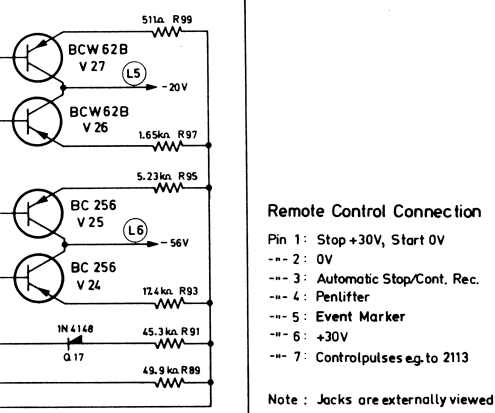 511Ω R99
BCW 62B
V 27
L5
-20V
BCW62B
V 26
1.65kΩ R97
5.23kΩ R95
BC 256
V 25
L6
-56V
BC 256
V 24
17.4kΩ R93
1N 4148
Q 17
45.3kΩ R91
49.9kΩ R89
Remote Control Connection
Pin 1: Stop +30V, Start 0V
-"- 2: 0V
-"- 3: Automatic Stop/Cont. Rec.
-"- 4: Penlifter
-"- 5: Event Marker
-"- 6: +30V
-"- 7: Controlpulses e.g. to 2113
Note : Jacks are externally viewed